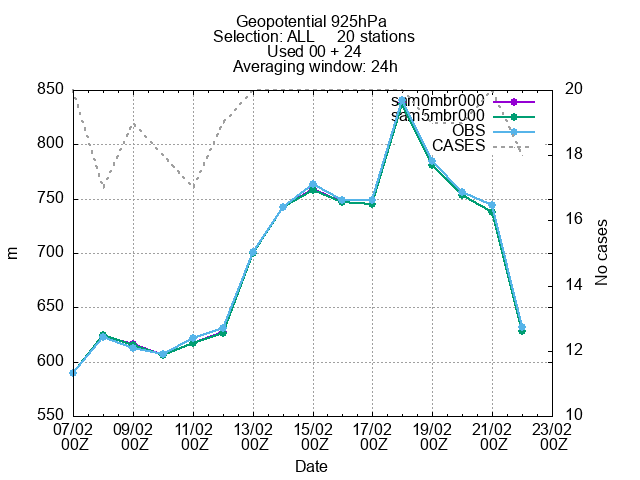 Geopotential 925hPa
Selection: ALL 20 stations
Used 00 + 24
Averaging window: 24h
850
800
750
700
650
600
550
m
20
18
16
14
12
10
No cases
sam0mbr000
sam5mbr000
OBS
CASES
07/02 09/02 11/02 13/02 15/02 17/02 19/02 21/02 23/02
00Z 00Z 00Z 00Z 00Z 00Z 00Z 00Z 00Z
Date